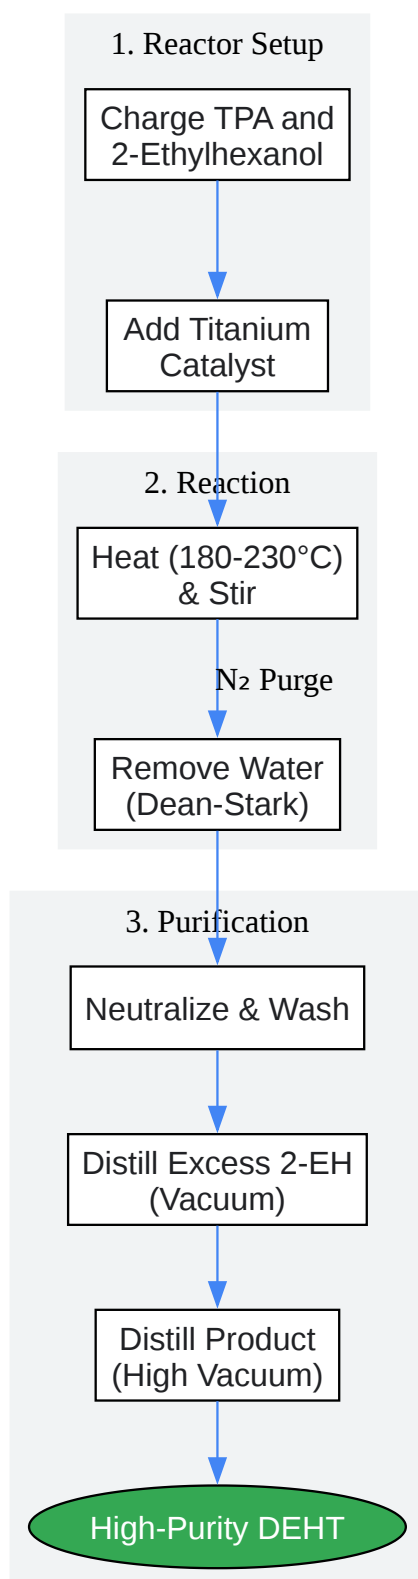 1. Reactor Setup
Charge TPA and
2-Ethylhexanol
Add Titanium
Catalyst
2. Reaction
Heat (180-230°C)
& Stir
N₂ Purge
Remove Water
(Dean-Stark)
3. Purification
Neutralize & Wash
Distill Excess 2-EH
(Vacuum)
Distill Product
(High Vacuum)
High-Purity DEHT